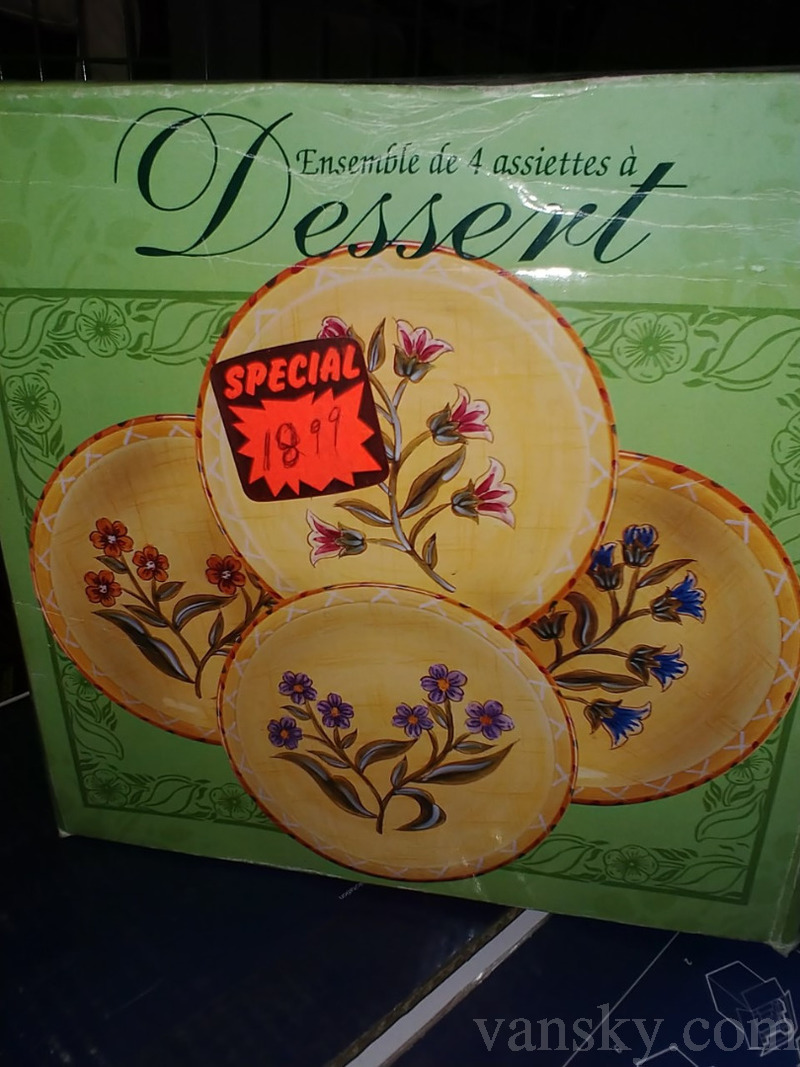 Ensemble de 4 assiettes à
Dessert
SPECIAL
18.99
vansky.com